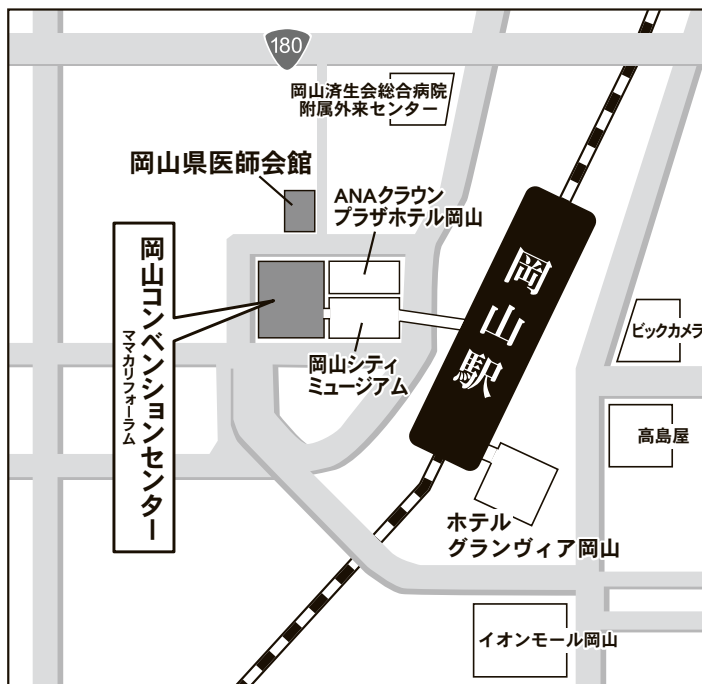 180
岡山済生会総合病院
附属外来センター
岡山県医師会館
ANAクラウン
プラザホテル岡山
岡山コンベンションセンター
ママカリフォーラム
岡山駅
岡山シティ
ミュージアム
ビックカメラ
高島屋
ホテル
グランヴィア岡山
イオンモール岡山